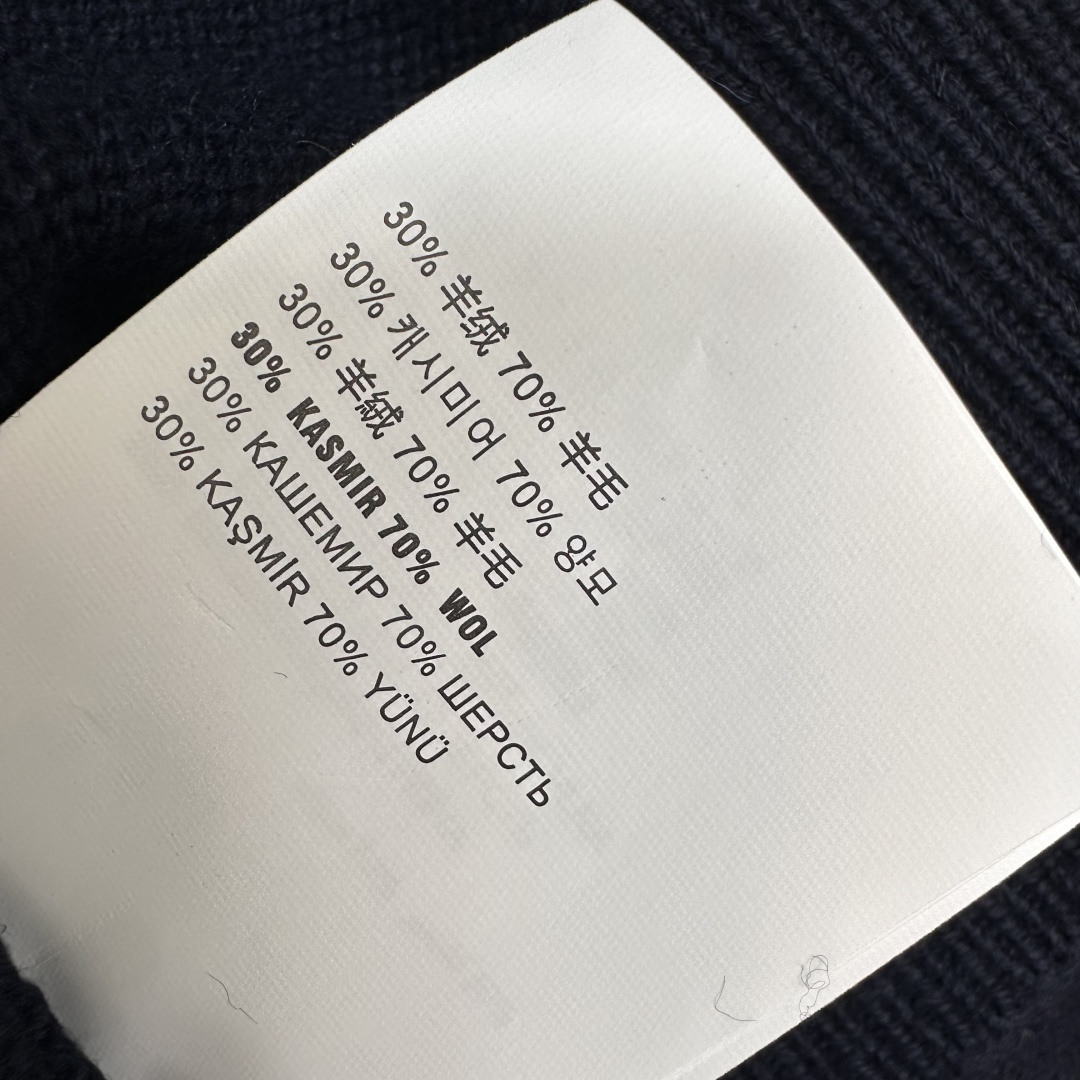 30% 羊绒 70% 羊毛
30% 캐시미어 70% 양모
30% 羊絨 70% 羊毛
30% KASMIR 70% WOL
30% КАШЕМИР 70% ШЕРСТЬ
30% KAŞMİR 70% YÜNÜ